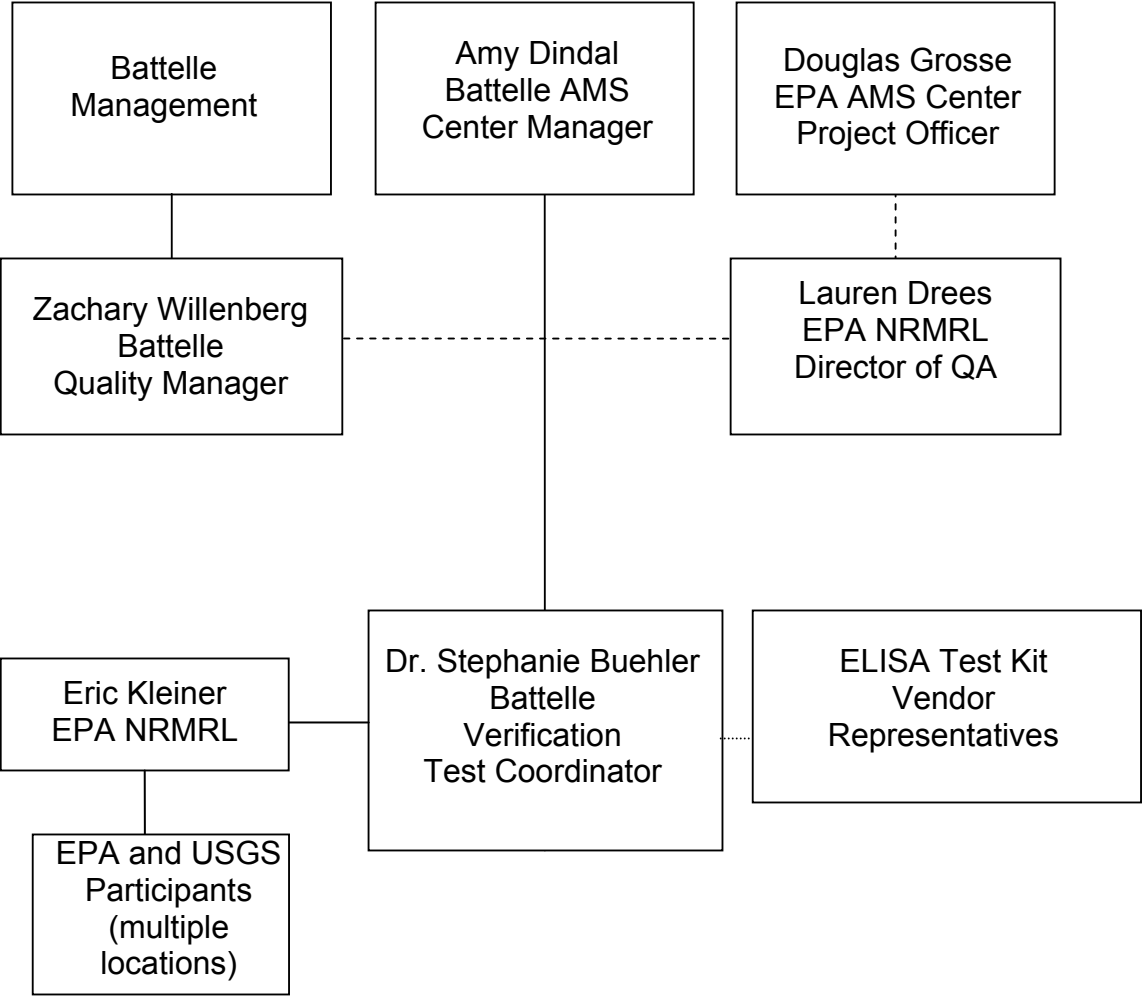 Battelle
Management
Amy Dindal
Battelle AMS
Center Manager
Douglas Grosse
EPA AMS Center
Project Officer
Zachary Willenberg
Battelle
Quality Manager
Lauren Drees
EPA NRMRL
Director of QA
Eric Kleiner
EPA NRMRL
Dr. Stephanie Buehler
Battelle
Verification
Test Coordinator
ELISA Test Kit
Vendor
Representatives
EPA and USGS
Participants
(multiple
locations)